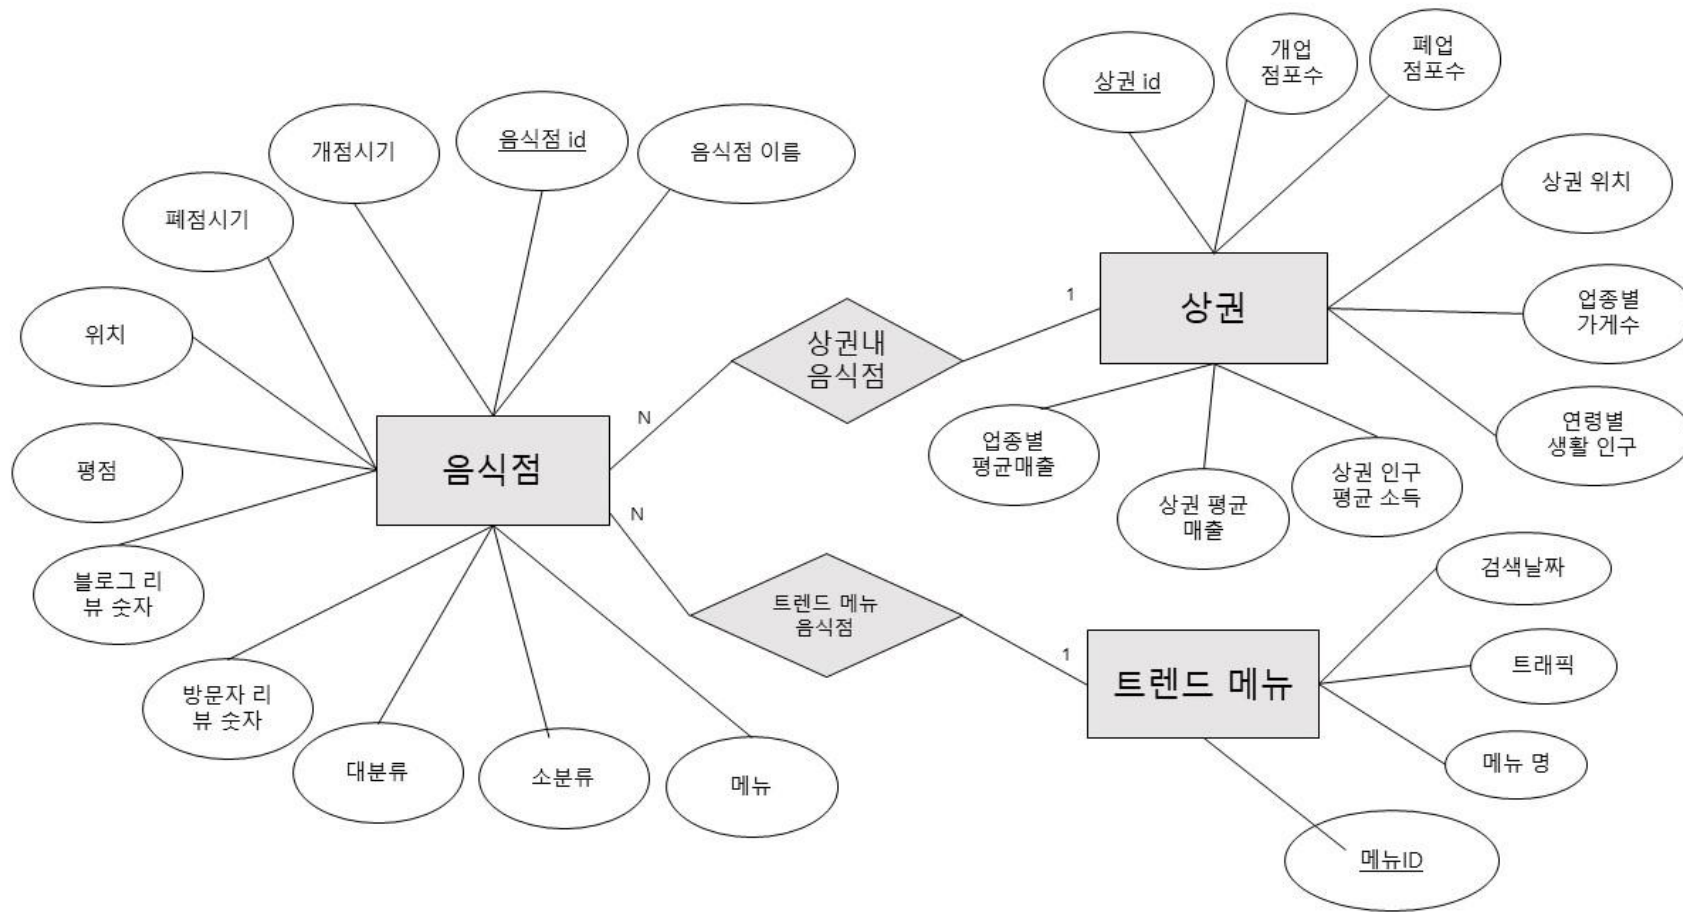 상권 id
개업
점포수
폐업
점포수
개점시기
음식점 id
음식점 이름
상권 위치
폐점시기
위치
1
상권
업종별
가게수
상권내
음식점
N
업종별
평균매출
상권 평균
매출
상권 인구
평균 소득
연령별
생활 인구
평점
음식점
N
블로그 리
뷰 숫자
트렌드 메뉴
음식점
1
트렌드 메뉴
검색날짜
트래픽
메뉴 명
메뉴ID
방문자 리
뷰 숫자
대분류
소분류
메뉴